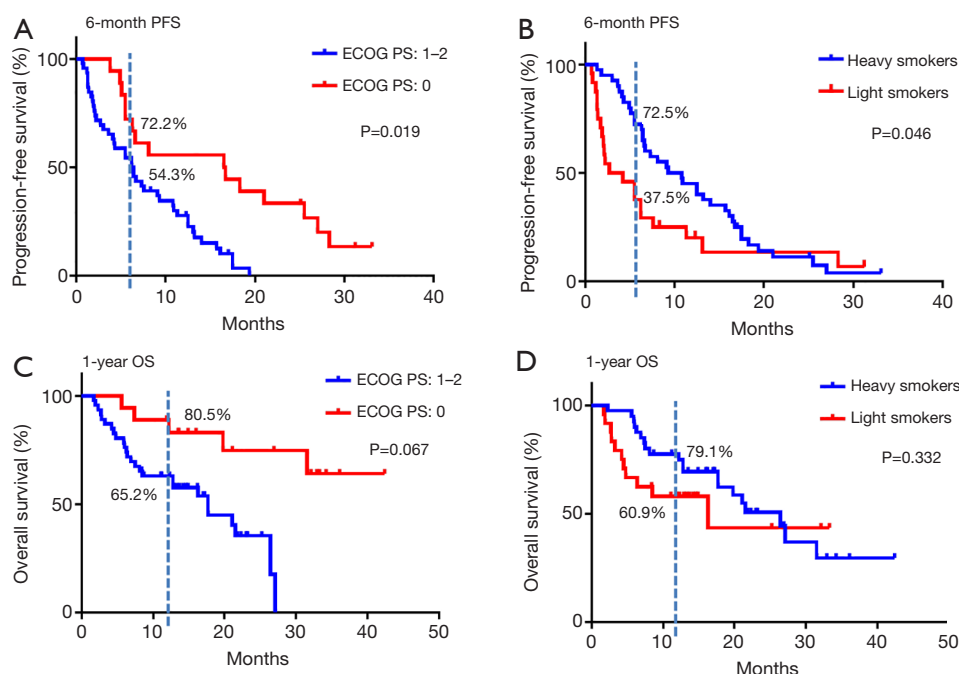 A
6-month PFS
ECOG PS: 1–2
ECOG PS: 0
P=0.019
72.2%
54.3%
Progression-free survival (%)
100
50
0
0 10 20 30 40
Months
B
6-month PFS
Heavy smokers
Light smokers
P=0.046
72.5%
37.5%
Progression-free survival (%)
100
50
0
0 10 20 30 40
Months
C
1-year OS
ECOG PS: 1–2
ECOG PS: 0
P=0.067
80.5%
65.2%
Overall survival (%)
100
50
0
0 10 20 30 40 50
Months
D
1-year OS
Heavy smokers
Light smokers
P=0.332
79.1%
60.9%
Overall survival (%)
100
50
0
0 10 20 30 40 50
Months